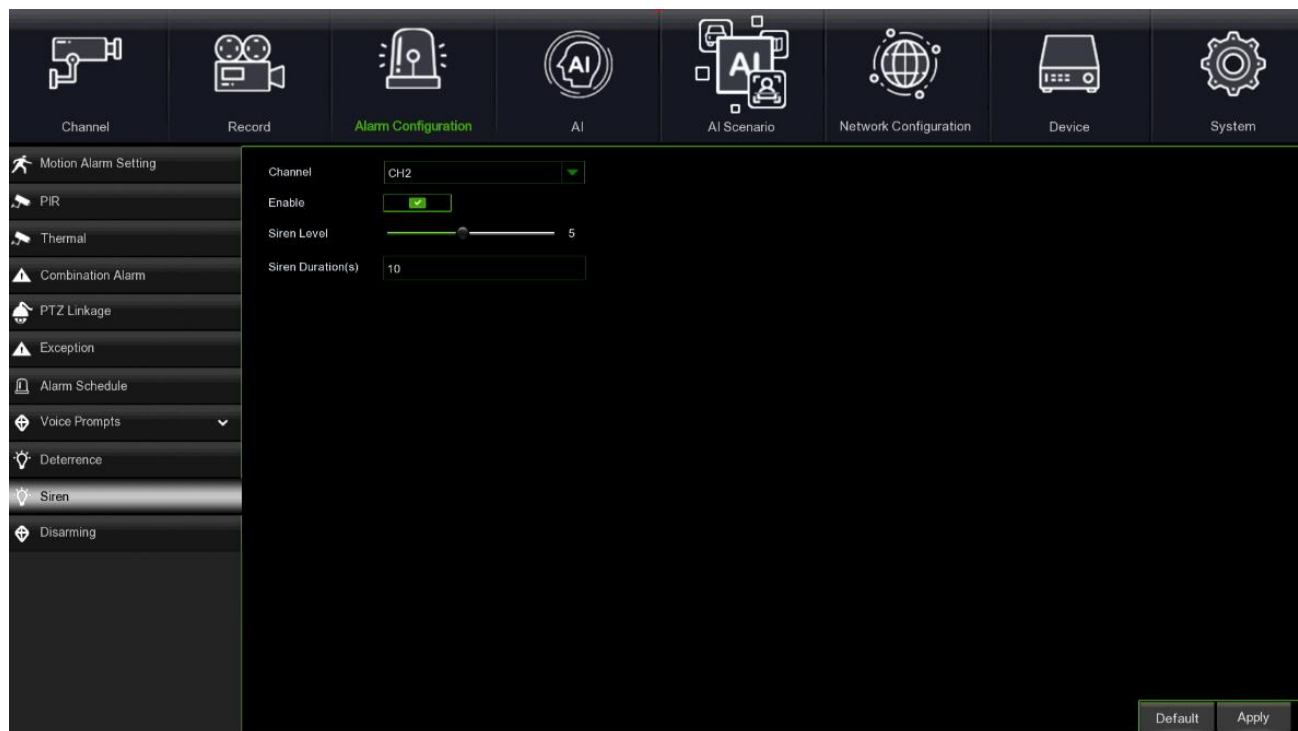 Channel
Record
Alarm Configuration
AI
AI
AI
AI Scenario
Network Configuration
Device
System
Motion Alarm Setting
PIR
Thermal
Combination Alarm
PTZ Linkage
Exception
Alarm Schedule
Voice Prompts
Deterrence
Siren
Disarming
Channel CH2
Enable
Siren Level 5
Siren Duration(s) 10
Default Apply